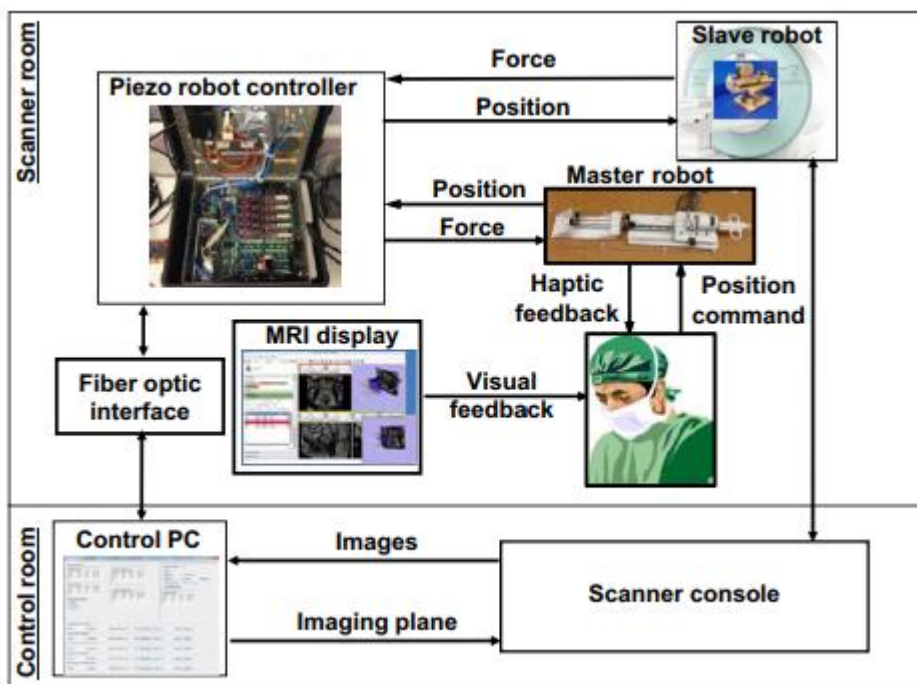 Scanner room
Slave robot
Force
Piezo robot controller
Position
Master robot
Position
Force
Haptic
feedback
Position
command
MRI display
Fiber optic
interface
Visual
feedback
Control room
Control PC
Images
Scanner console
Imaging plane